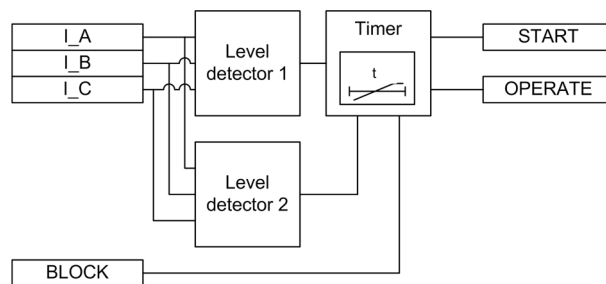 I_A
I_B
I_C
Level
detector 1
Timer
t
START
OPERATE
Level
detector 2
BLOCK